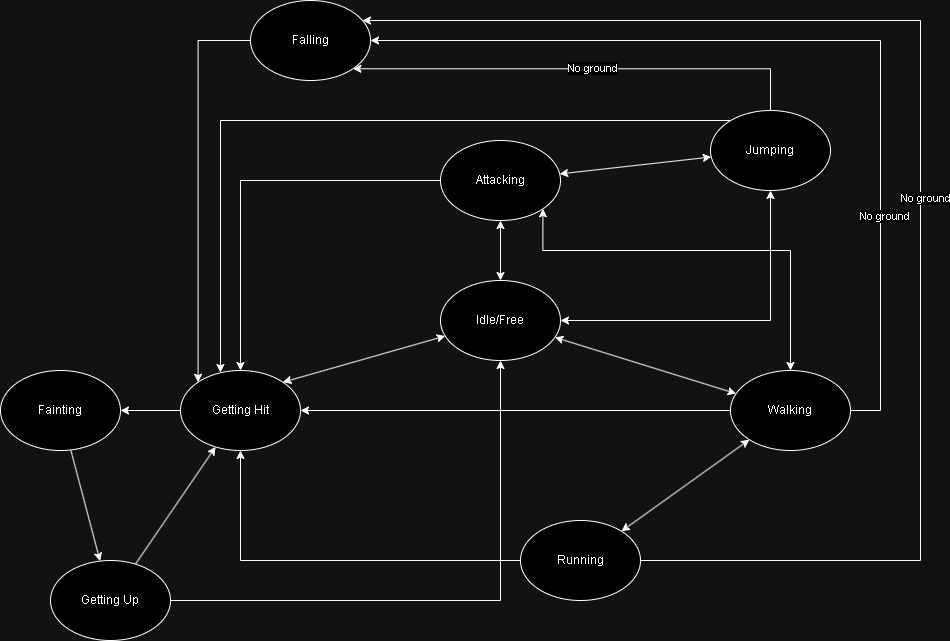 Falling
No ground
Jumping
Attacking
No ground
No ground
Idle/Free
Fainting
Getting Hit
Walking
Running
Getting Up